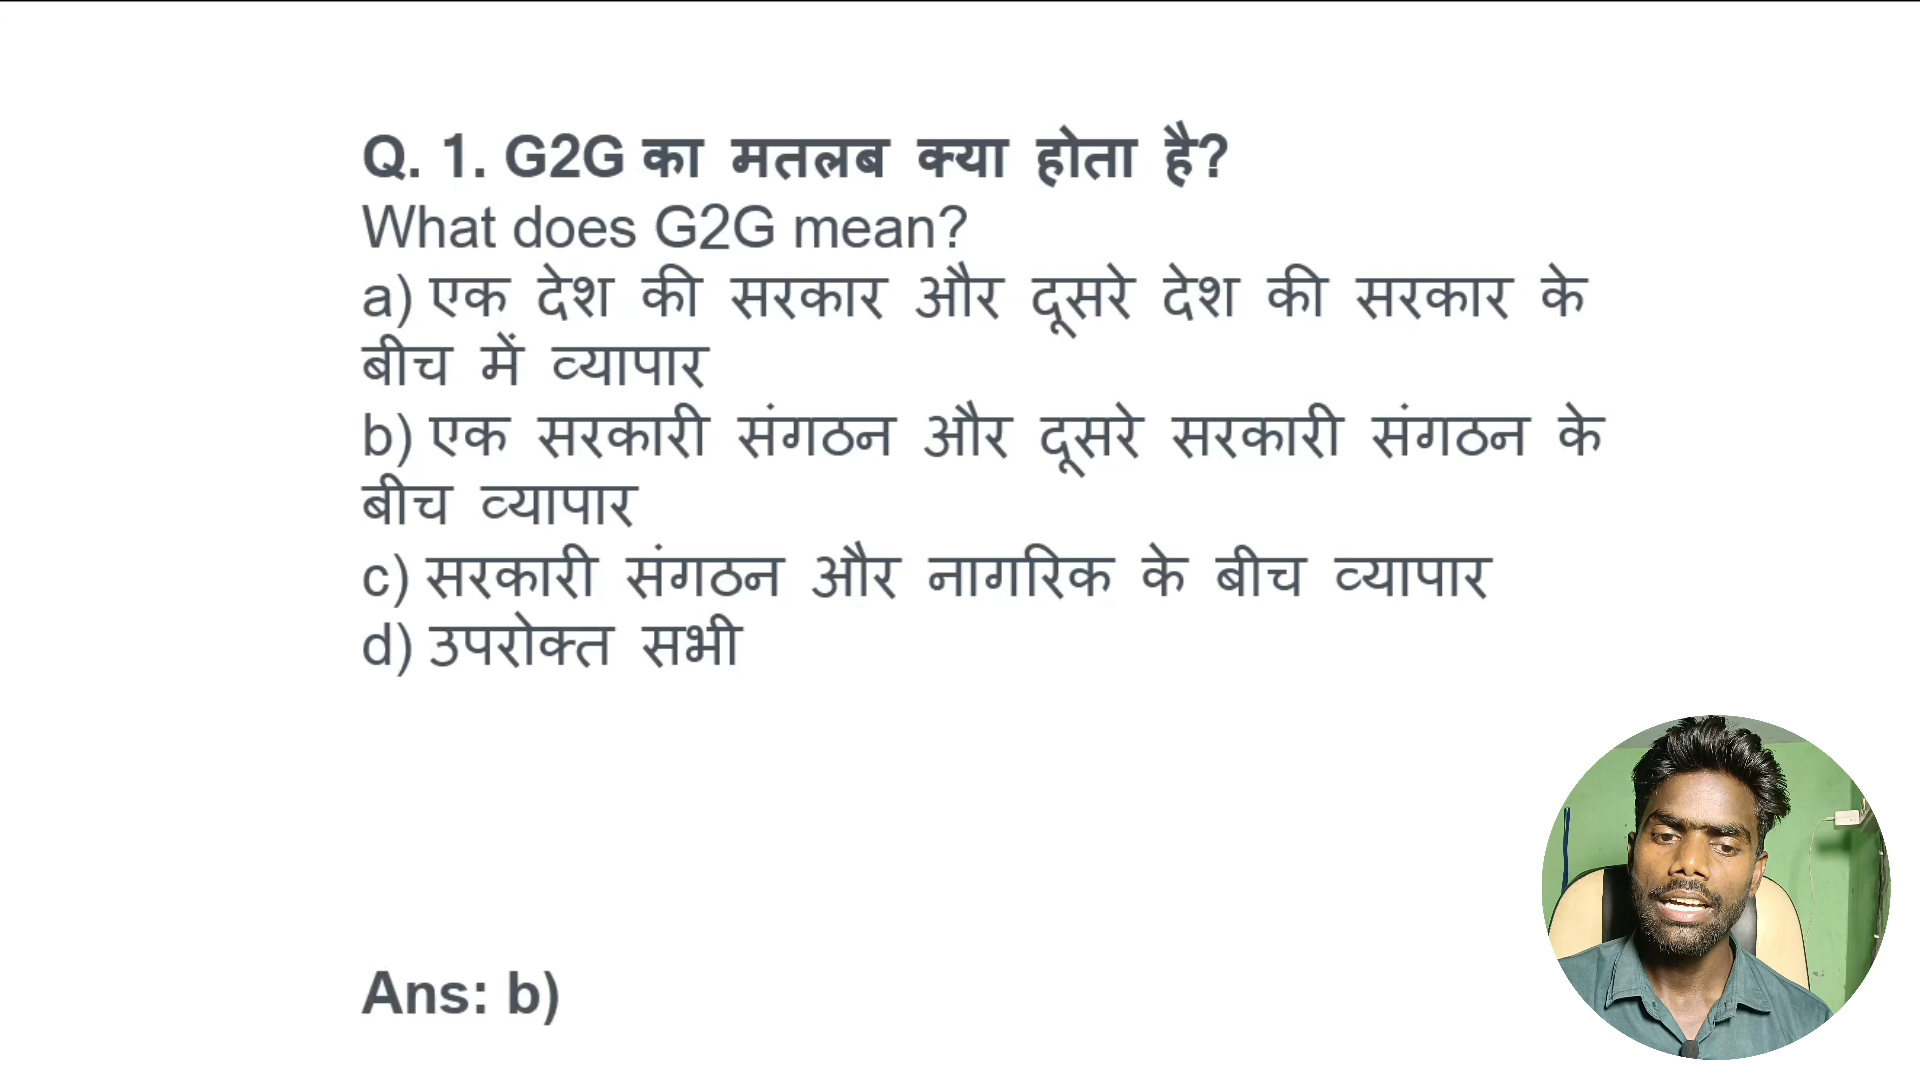 Q. 1. G2G का मतलब क्या होता है?
What does G2G mean?
a) एक देश की सरकार और दूसरे देश की सरकार के
बीच में व्यापार
b) एक सरकारी संगठन और दूसरे सरकारी संगठन के
बीच व्यापार
c) सरकारी संगठन और नागरिक के बीच व्यापार
d) उपरोक्त सभी
Ans: b)